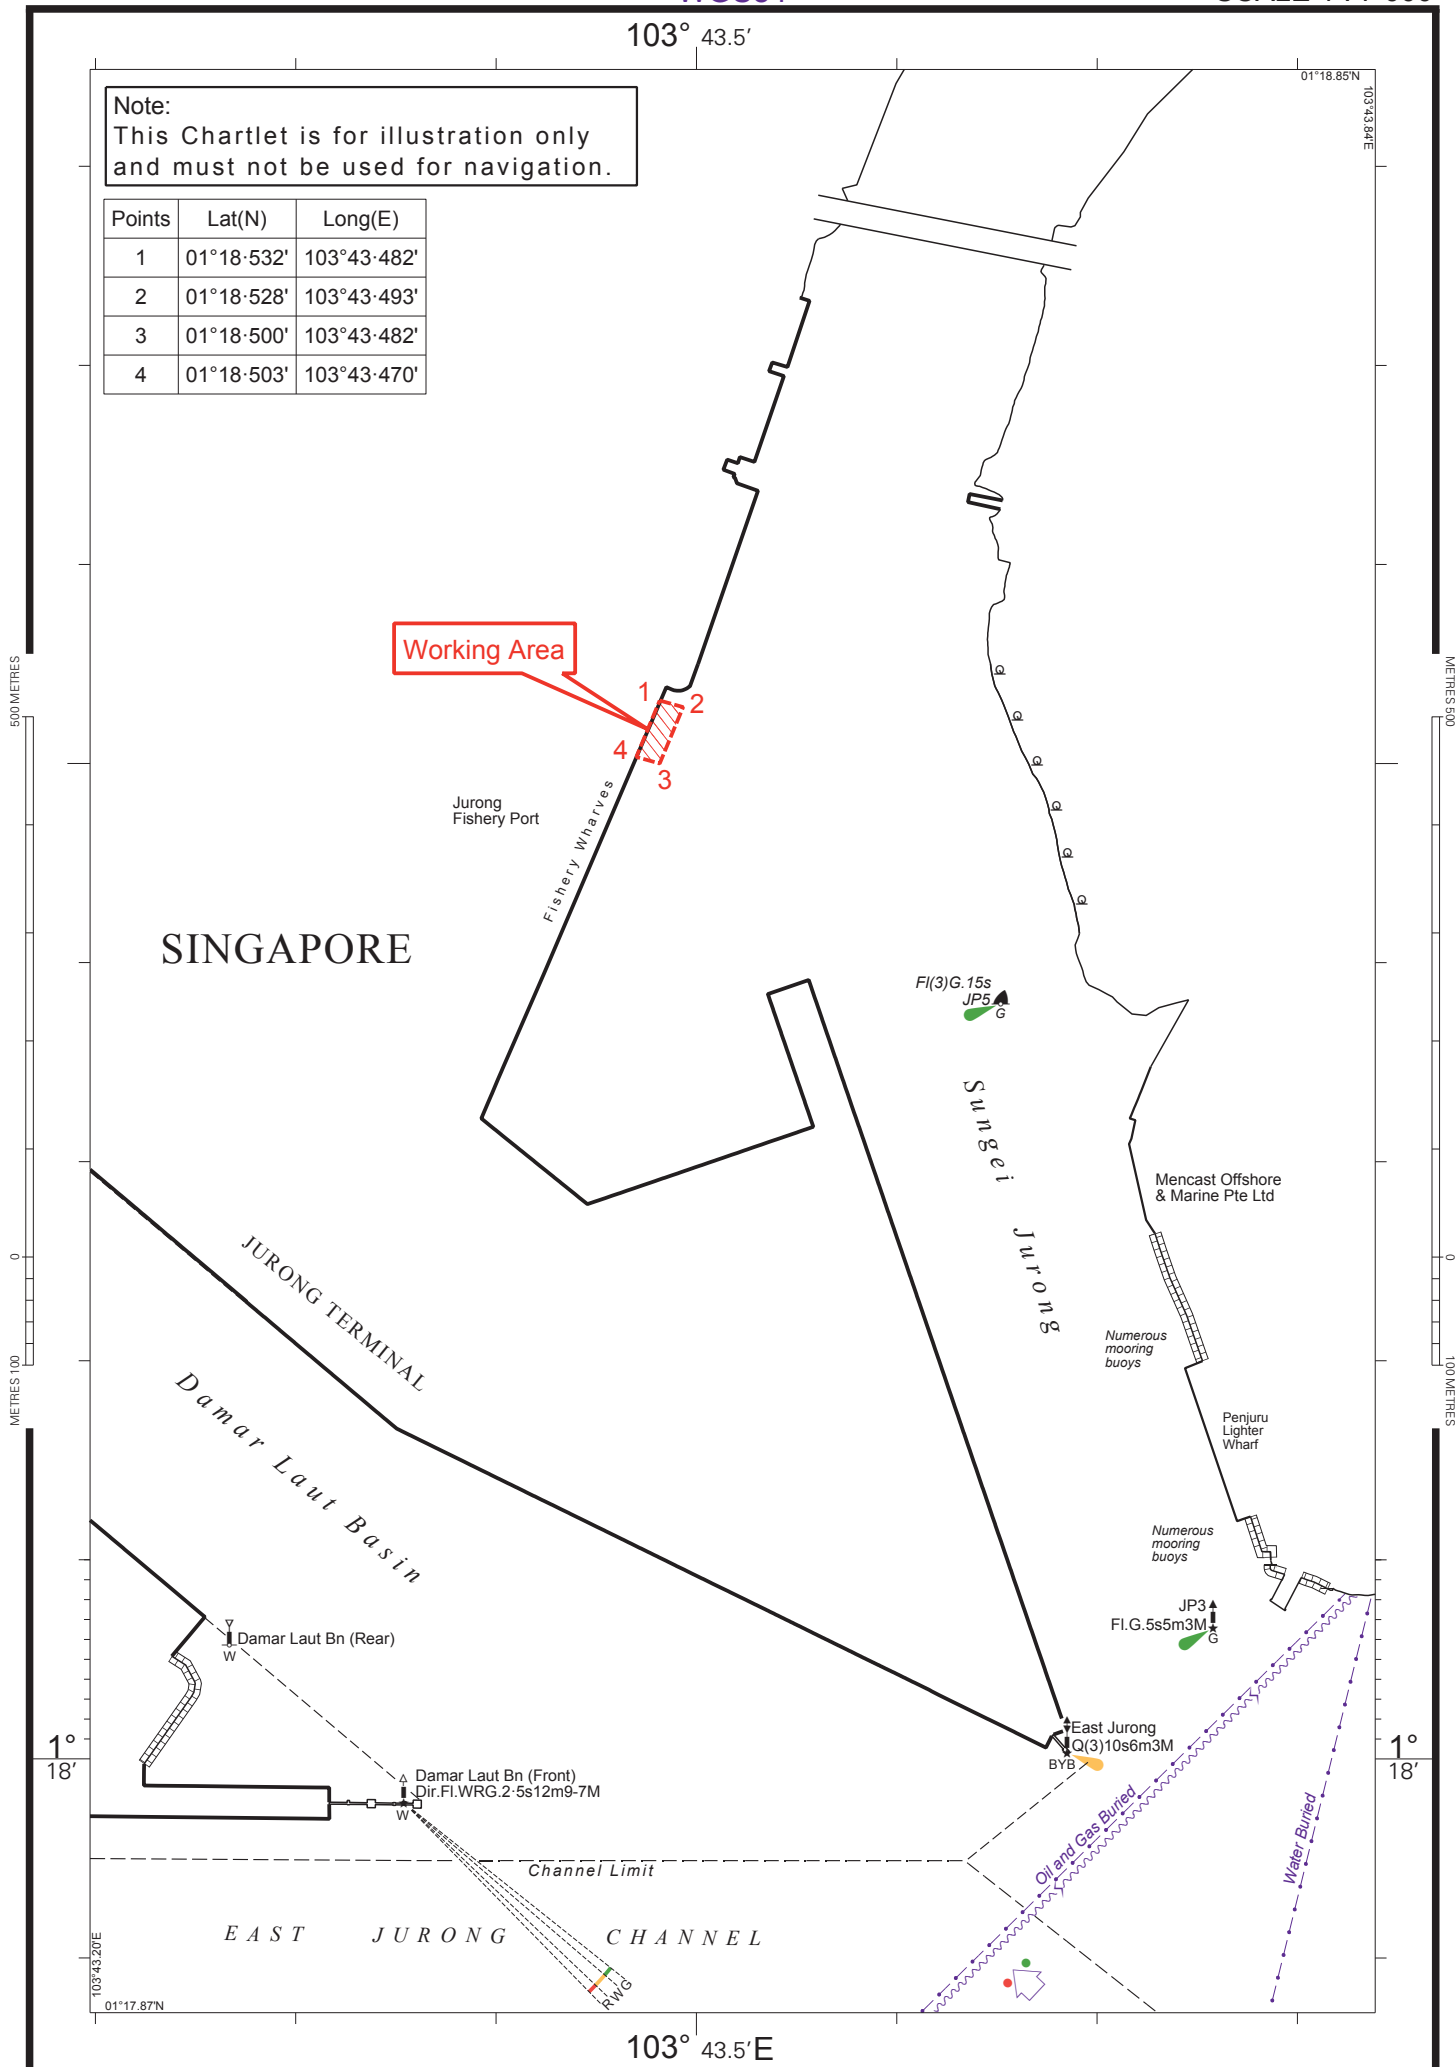 103° 43.5'
01°18.85'N
103°43.84'E
Note:
This Chartlet is for illustration only
and must not be used for navigation.
Points Lat(N) Long(E)
1 01°18·532' 103°43·482'
2 01°18·528' 103°43·493'
3 01°18·500' 103°43·482'
4 01°18·503' 103°43·470'
Working Area
1
2
4
3
500 METRES
METRES 500
Jurong
Fishery Port
Fishery Wharves
SINGAPORE
Fl(3)G.15s
JP5
G
Sungei Jurong
Mencast Offshore
& Marine Pte Ltd
JURONG TERMINAL
0
0
Numerous
mooring
buoys
METRES 100
100 METRES
Damar Laut Basin
Penjuru
Lighter
Wharf
Numerous
mooring
buoys
JP3
Fl.G.5s5m3M
G
Damar Laut Bn (Rear)
W
East Jurong
Q(3)10s6m3M
BYB
1°
18'
1°
18'
Damar Laut Bn (Front)
Dir.Fl.WRG.2·5s12m9-7M
W
Oil and Gas Buried
Water Buried
Channel Limit
EAST JURONG CHANNEL
RWG
103°43.20'E
01°17.87'N
103° 43.5'E